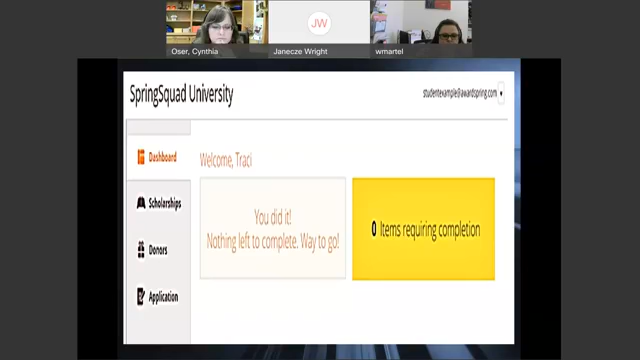 JW
Oser, Cynthia
Janecze Wright
wmartel
SpringSquad University
studentexample@awardspring.com
Dashboard
Welcome, Traci
Scholarships
You did it!
Nothing left to complete. Way to go!
0 Items requiring completion
Donors
Application